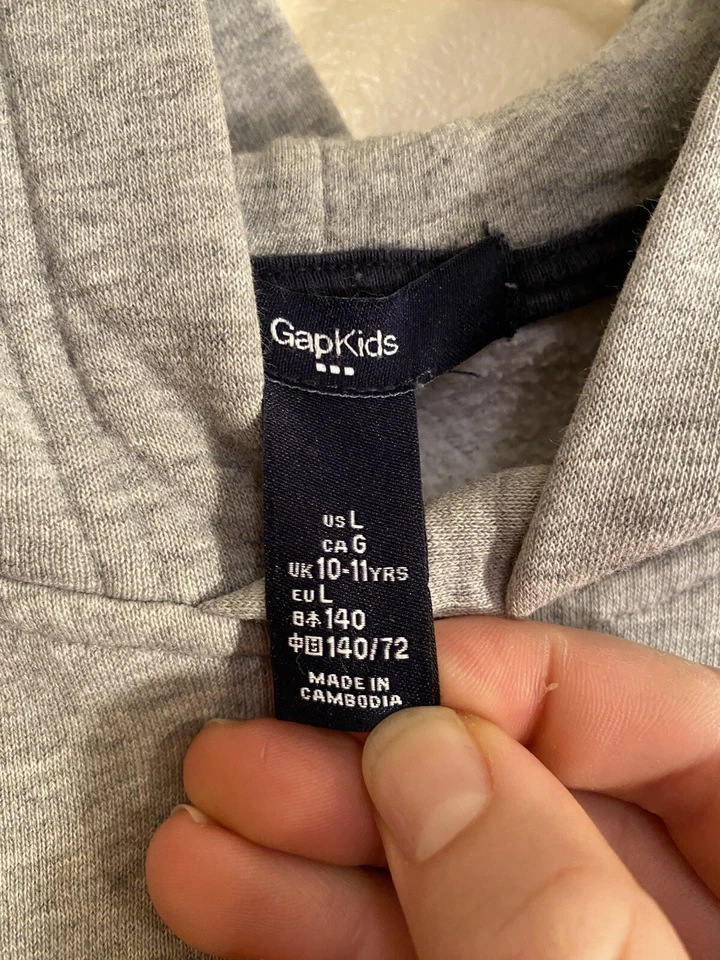 GapKids
US L
CA G
UK 10-11YRS
EU L
日本 140
中国 140/72
MADE IN
CAMBODIA